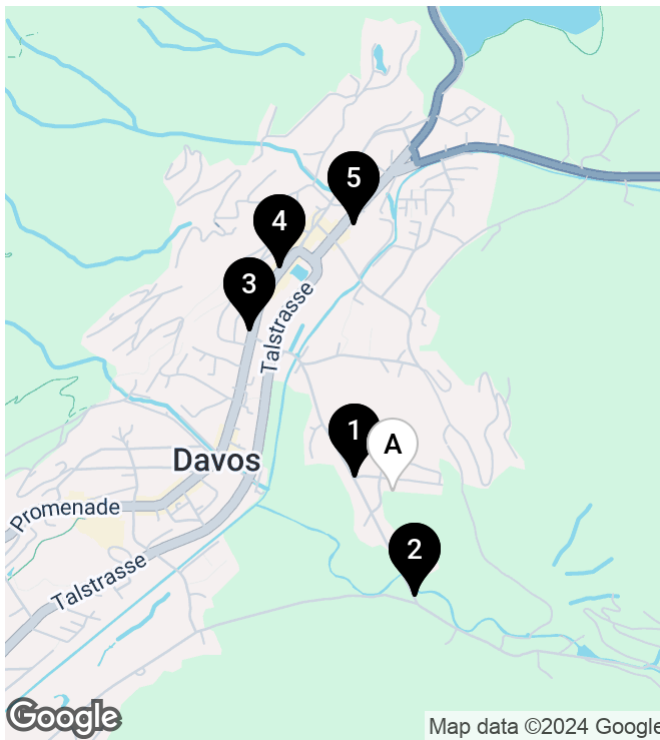 5
4
3
Talstrasse
1
A
Davos
Promenade
2
Talstrasse
Google
Map data ©2024 Google